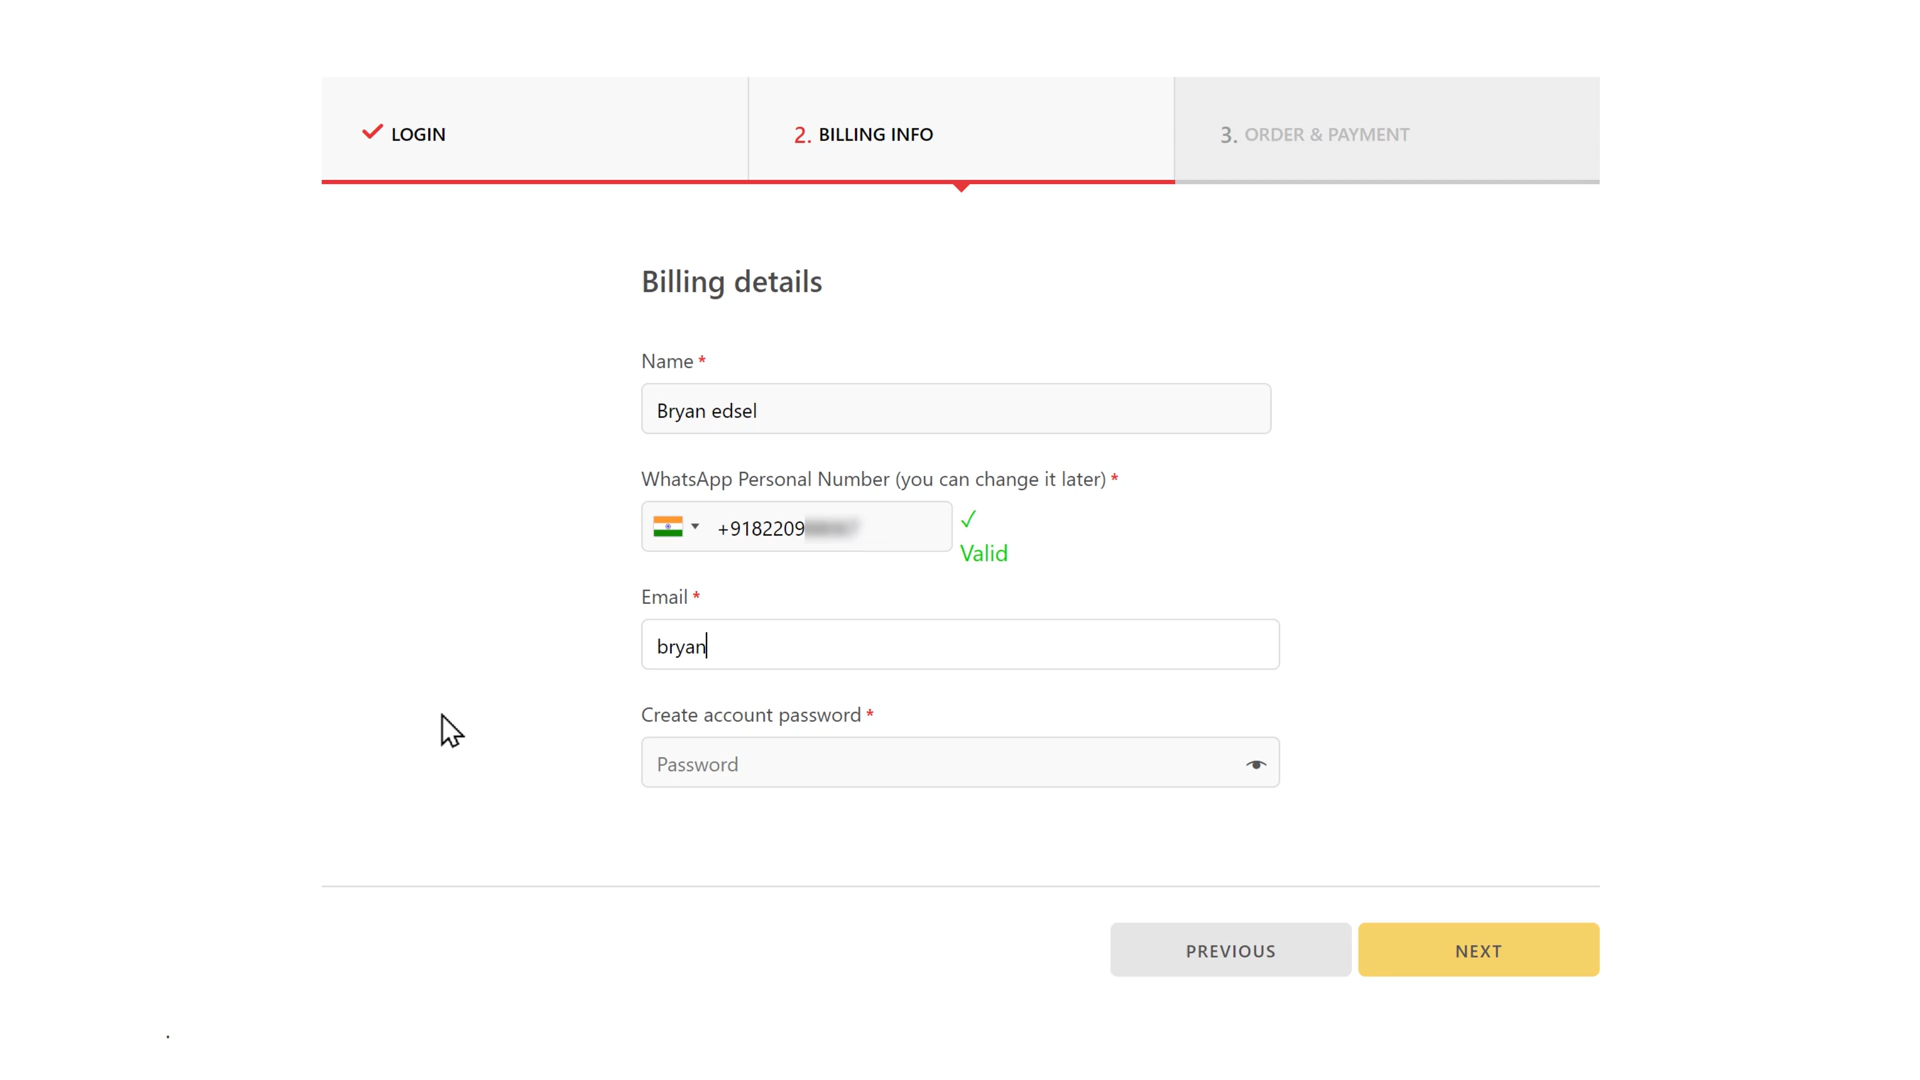 LOGIN
2. BILLING INFO
3. ORDER & PAYMENT
Billing details
Name *
Bryan edsel
WhatsApp Personal Number (you can change it later) *
+9182209
✓
Valid
Email *
bryan
Create account password *
Password
PREVIOUS
NEXT
.